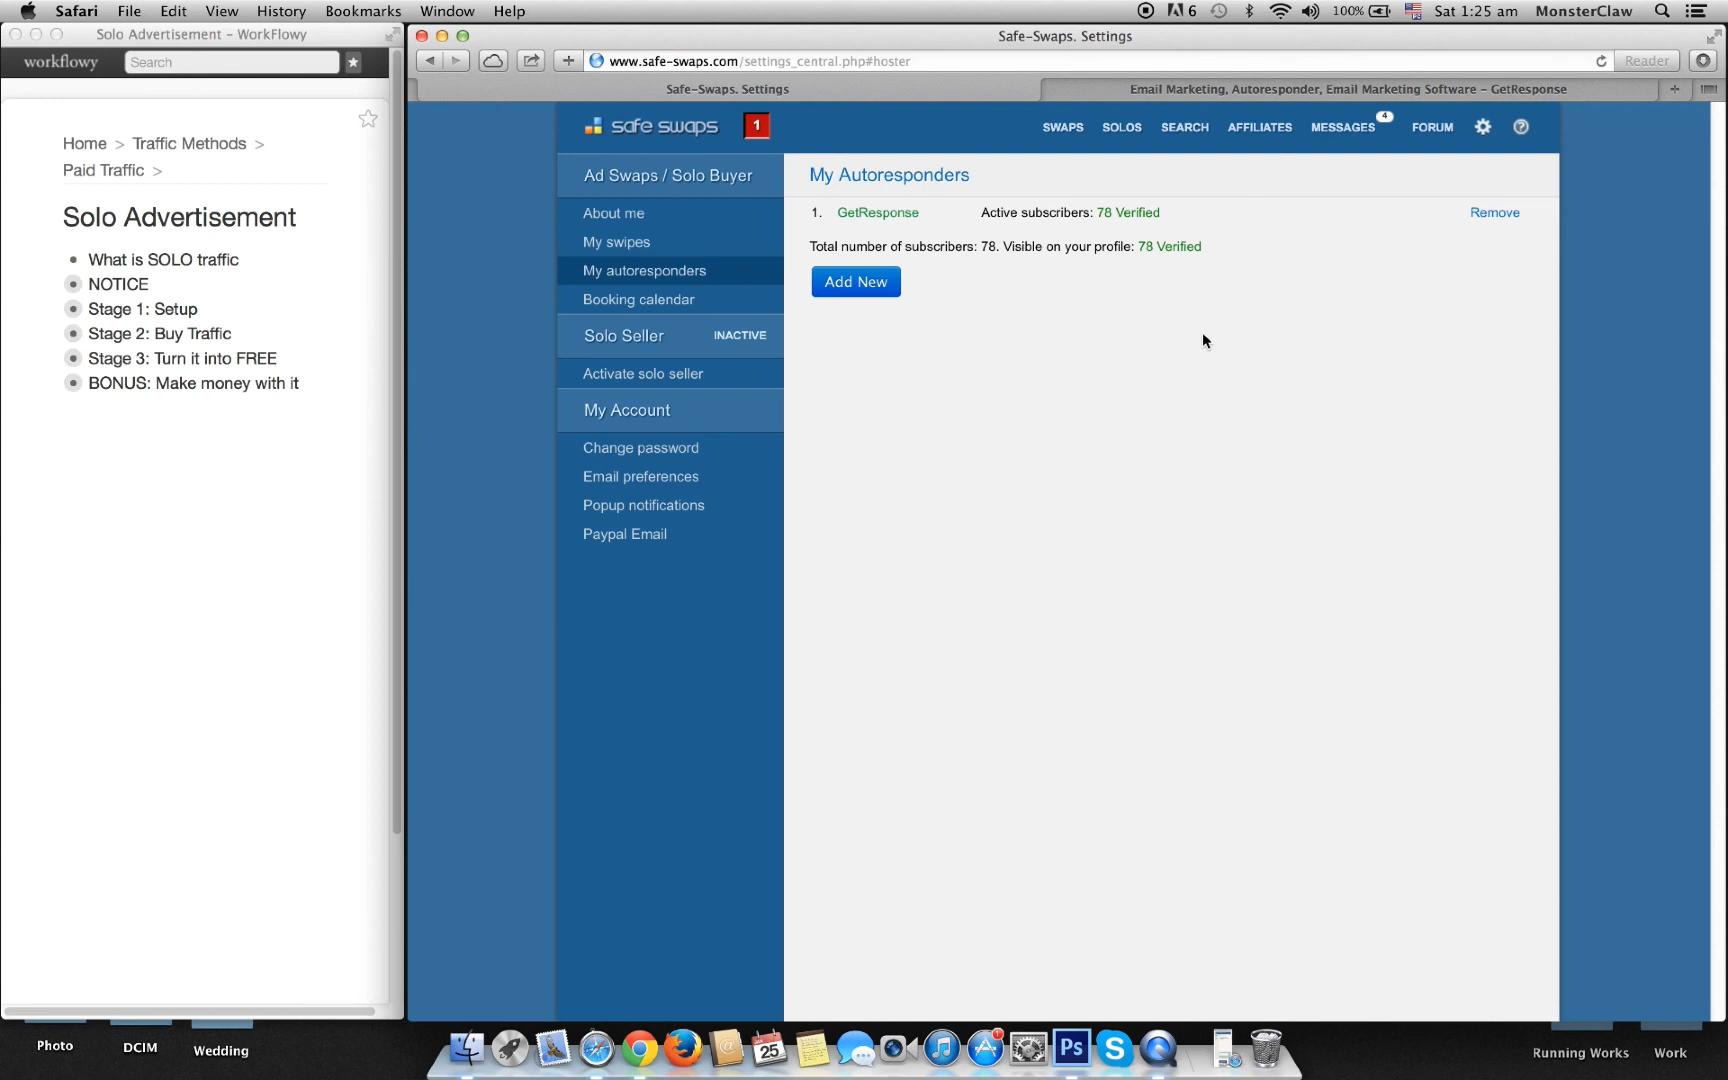 Safari File Edit View History Bookmarks Window Help
6 100% Sat 1:25 am MonsterClaw
Solo Advertisement – WorkFlowy
workflowy Search
Home > Traffic Methods >
Paid Traffic >
Solo Advertisement
What is SOLO traffic
NOTICE
Stage 1: Setup
Stage 2: Buy Traffic
Stage 3: Turn it into FREE
BONUS: Make money with it
Safe-Swaps. Settings
www.safe-swaps.com/settings_central.php#hoster Reader
Safe-Swaps. Settings
Email Marketing, Autoresponder, Email Marketing Software – GetResponse
safe swaps 1
SWAPS SOLOS SEARCH AFFILIATES MESSAGES 4 FORUM ?
Ad Swaps / Solo Buyer
About me
My swipes
My autoresponders
Booking calendar
Solo Seller INACTIVE
Activate solo seller
My Account
Change password
Email preferences
Popup notifications
Paypal Email
My Autoresponders
1. GetResponse Active subscribers: 78 Verified Remove
Total number of subscribers: 78. Visible on your profile: 78 Verified
Add New
Photo
DCIM
Wedding
25
1
Ps
Running Works
Work